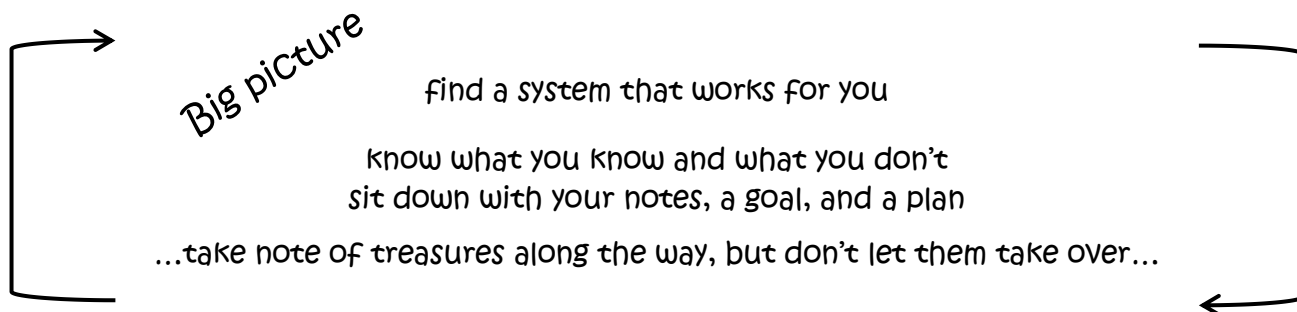 Big picture
find a system that works for you
know what you know and what you don't
sit down with your notes, a goal, and a plan
...take note of treasures along the way, but don't let them take over...